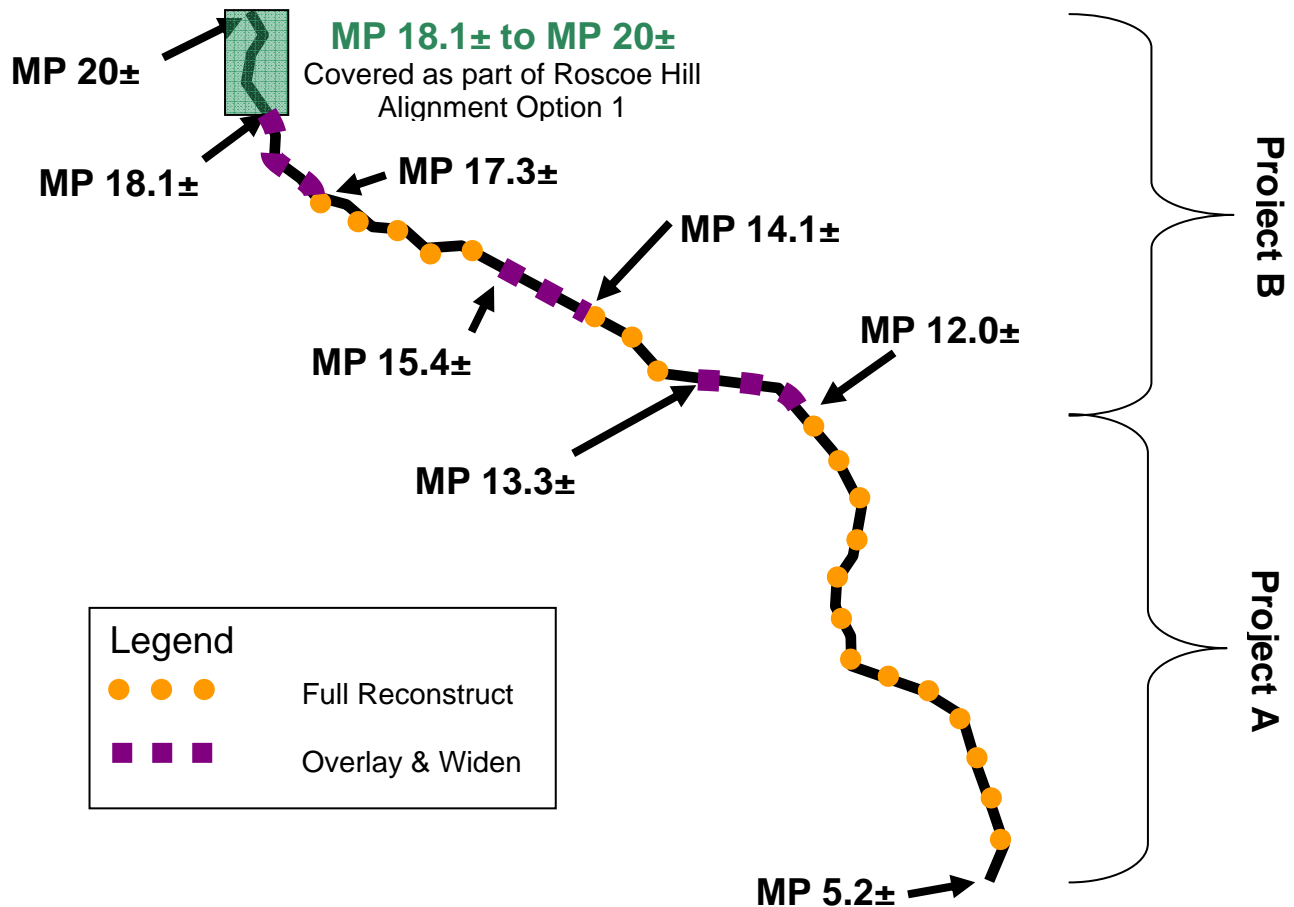 MP 18.1± to MP 20±
Covered as part of Roscoe Hill
Alignment Option 1
MP 20±
MP 18.1±
MP 17.3±
MP 14.1±
MP 15.4±
MP 12.0±
MP 13.3±
Project B
Project A
Legend
Full Reconstruct
Overlay & Widen
MP 5.2±